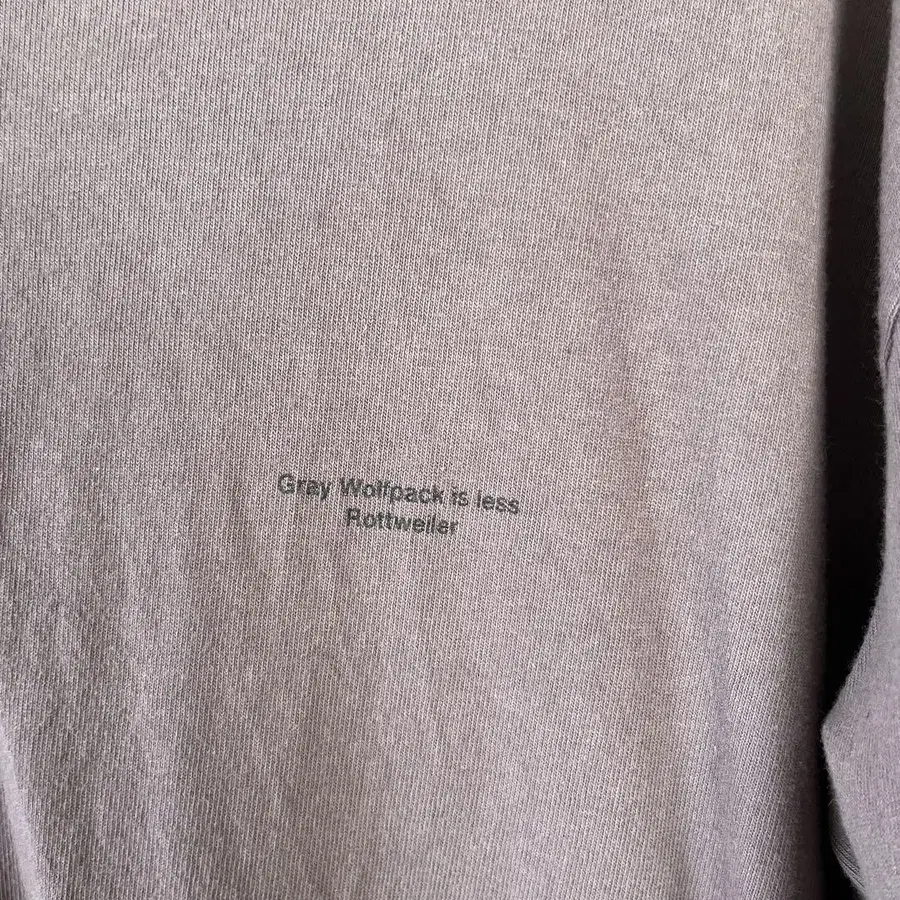 Gray Wolfpack is less
Rottweiler